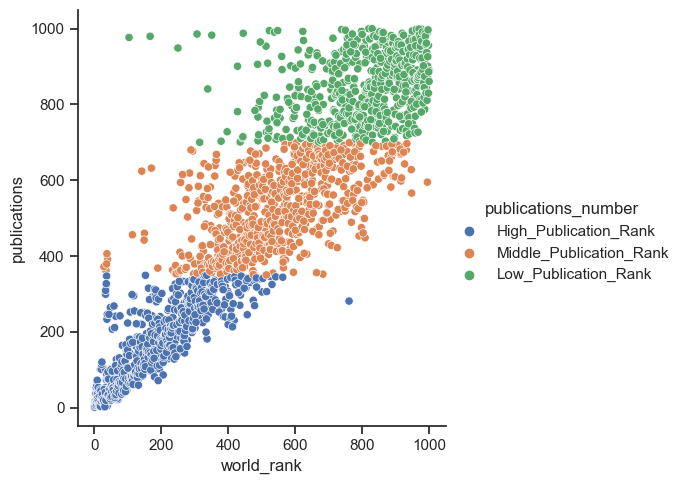 1000
800
600
400
200
0
publications
0 200 400 600 800 1000
world_rank
publications_number
High_Publication_Rank
Middle_Publication_Rank
Low_Publication_Rank